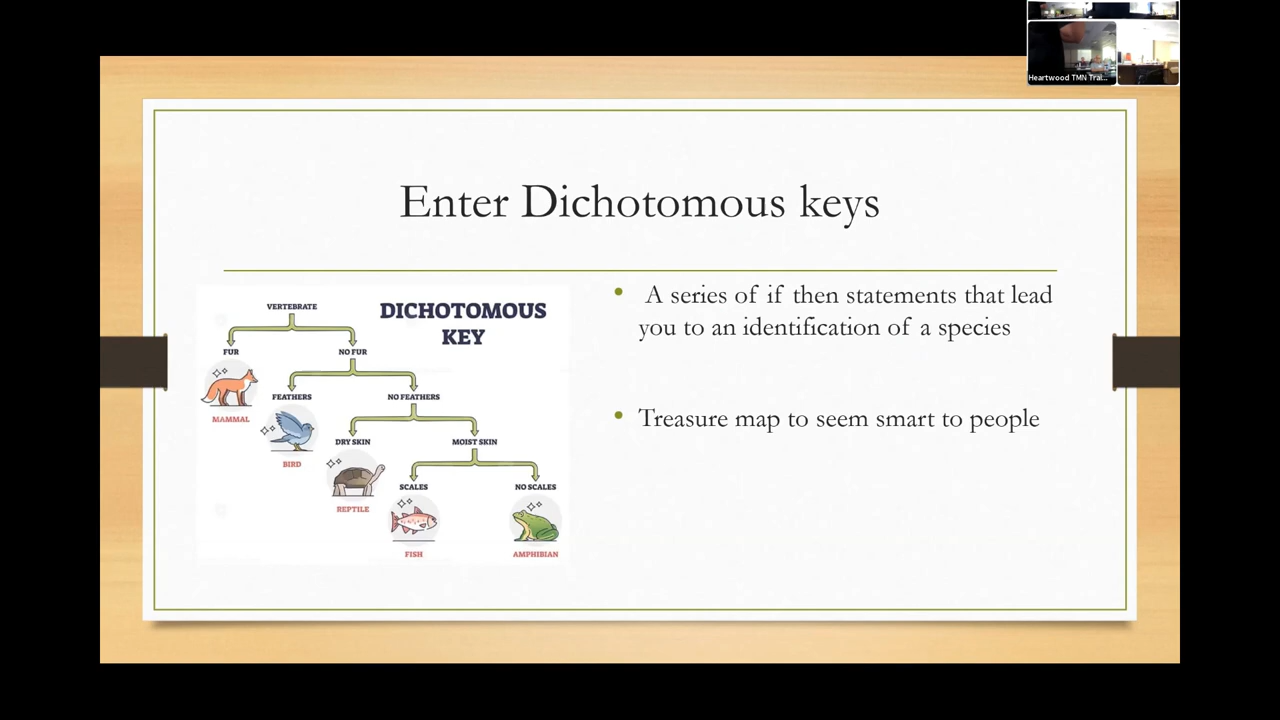 Heartwood TMN Trai...
Enter Dichotomous keys
DICHOTOMOUS
KEY
VERTEBRATE
FUR
NO FUR
MAMMAL
FEATHERS
NO FEATHERS
BIRD
DRY SKIN
MOIST SKIN
REPTILE
SCALES
NO SCALES
FISH
AMPHIBIAN
• A series of if then statements that lead
you to an identification of a species
• Treasure map to seem smart to people